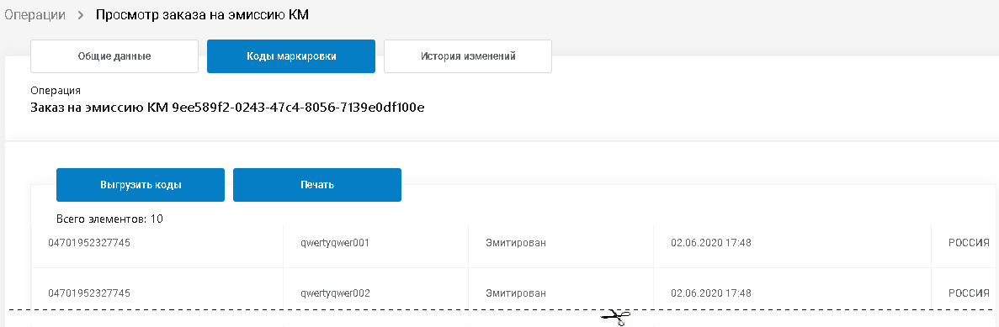 Операции > Просмотр заказа на эмиссию КМ
Общие данные Коды маркировки История изменений
Операция
Заказ на эмиссию КМ 9ee589f2-0243-47c4-8056-7139e0df100e
Выгрузить коды Печать
Всего элементов: 10
04701952327745 qwertyqwer001 Эмитирован 02.06.2020 17:48 РОССИЯ
04701952327745 qwertyqwer002 Эмитирован 02.06.2020 17:48 РОССИЯ